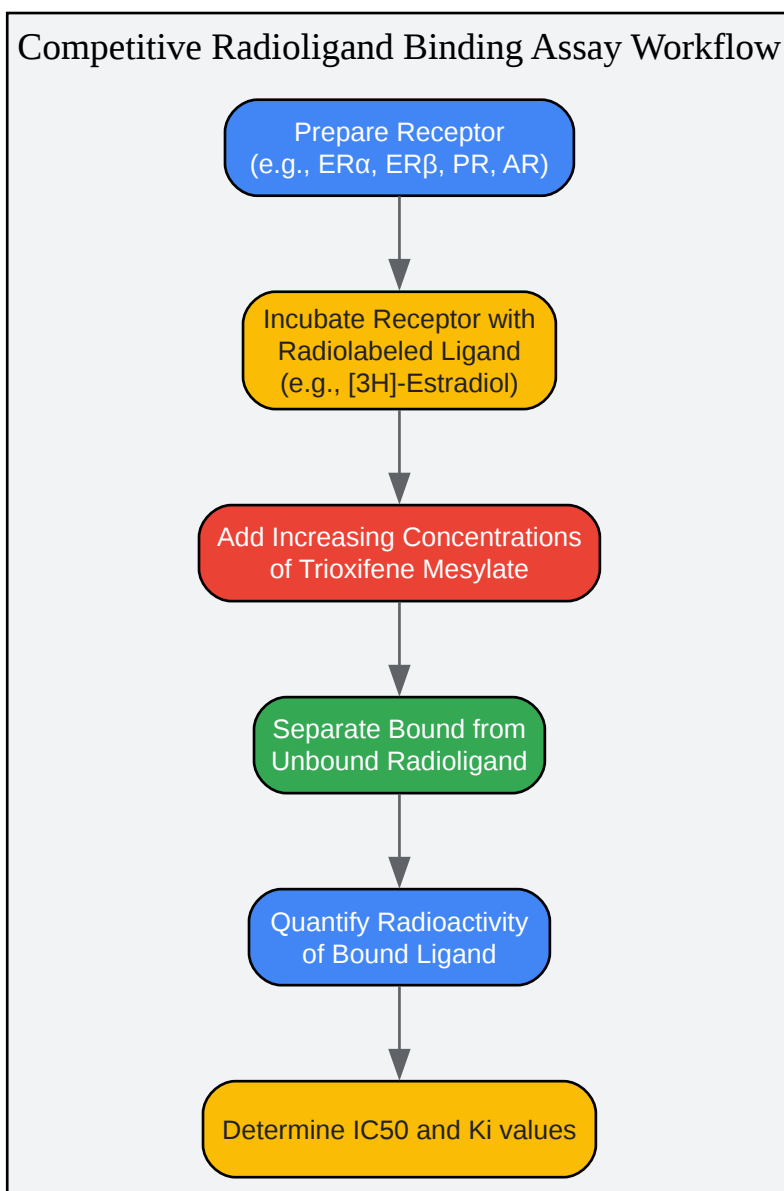 Competitive Radioligand Binding Assay Workflow
Prepare Receptor
(e.g., ERα, ERβ, PR, AR)
Incubate Receptor with
Radiolabeled Ligand
(e.g., [3H]-Estradiol)
Add Increasing Concentrations
of Trioxifene Mesylate
Separate Bound from
Unbound Radioligand
Quantify Radioactivity
of Bound Ligand
Determine IC50 and Ki values